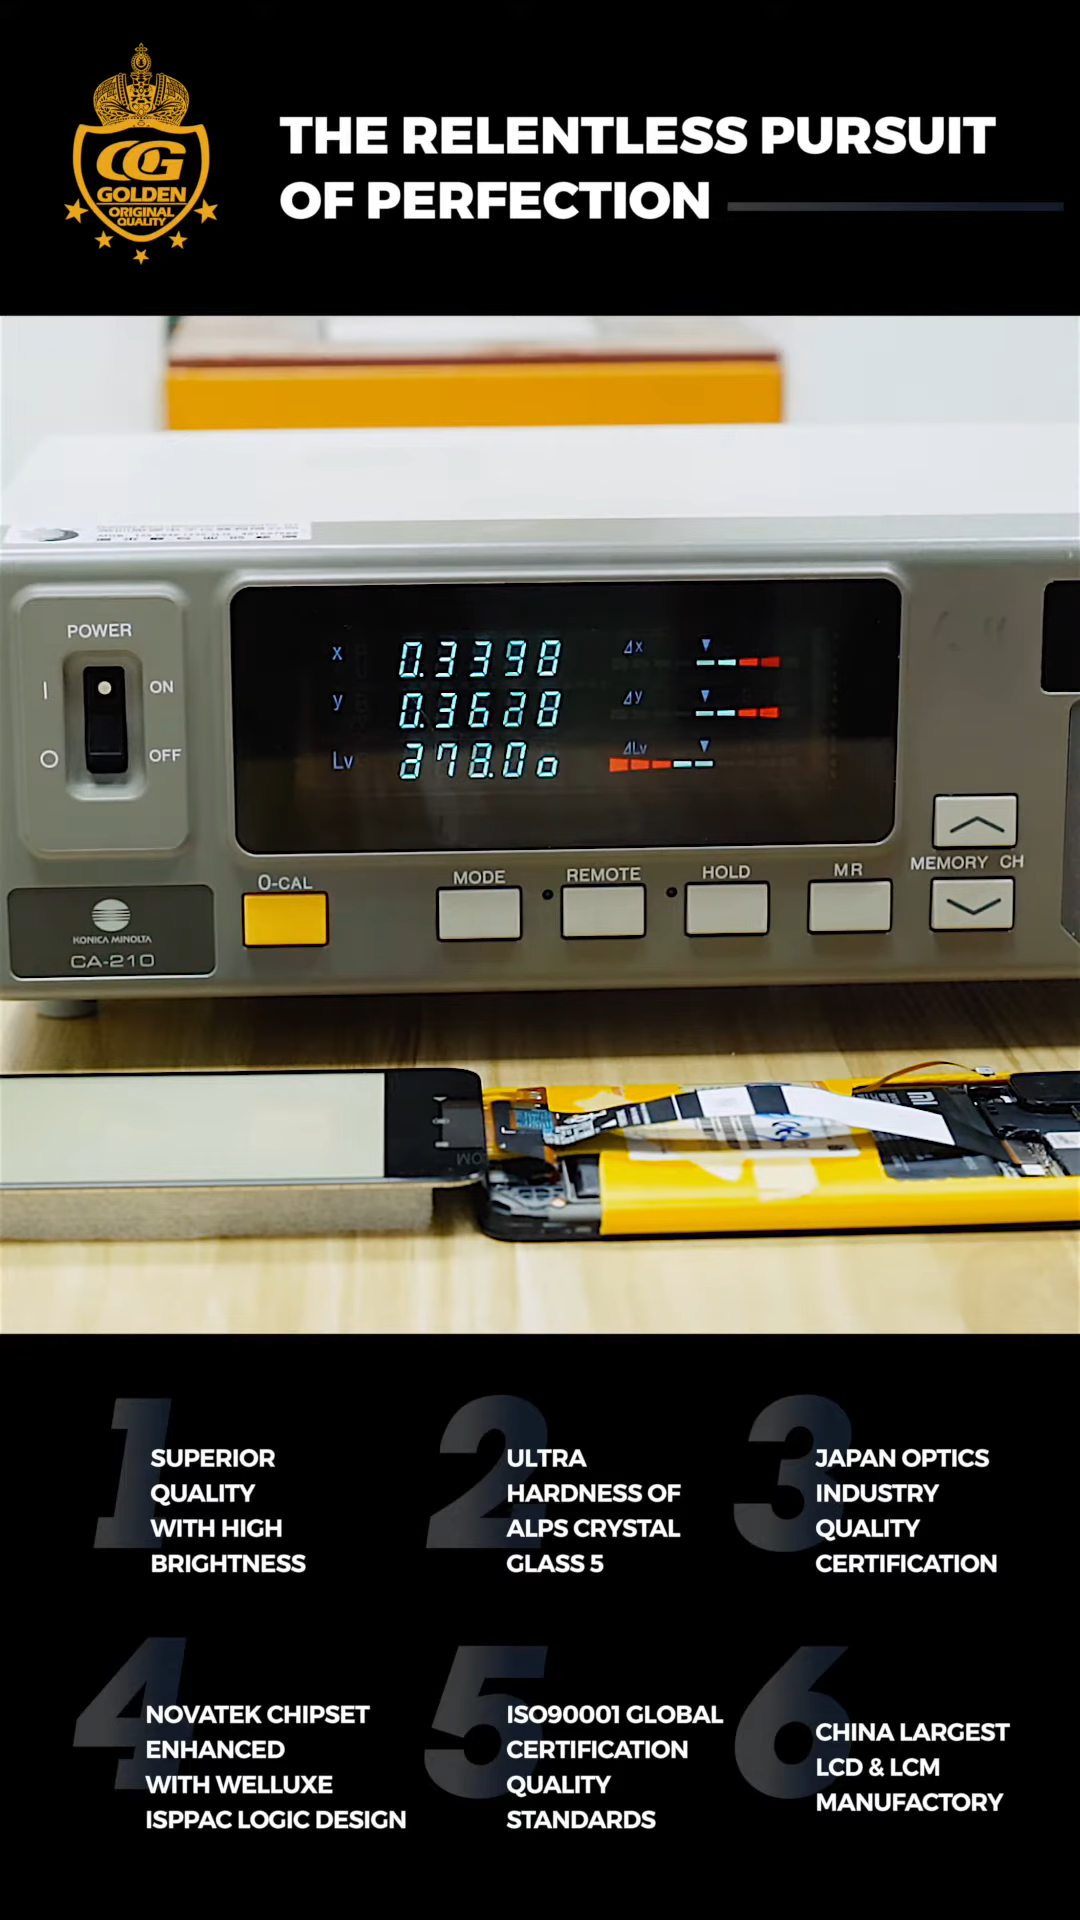 OG
GOLDEN
ORIGINAL
QUALITY
THE RELENTLESS PURSUIT
OF PERFECTION
POWER
I ON
O OFF
x 0.3398 Δx
y 0.3628 Δy
Lv 278.0 ΔLv
0-CAL
MODE
REMOTE
HOLD
MR
MEMORY CH
KONICA MINOLTA
CA-210
mi
SUPERIOR
QUALITY
WITH HIGH
BRIGHTNESS
ULTRA
HARDNESS OF
ALPS CRYSTAL
GLASS 5
JAPAN OPTICS
INDUSTRY
QUALITY
CERTIFICATION
1
2
3
NOVATEK CHIPSET
ENHANCED
WITH WELLUXE
ISPPAC LOGIC DESIGN
ISO90001 GLOBAL
CERTIFICATION
QUALITY
STANDARDS
CHINA LARGEST
LCD & LCM
MANUFACTORY
4
5
6